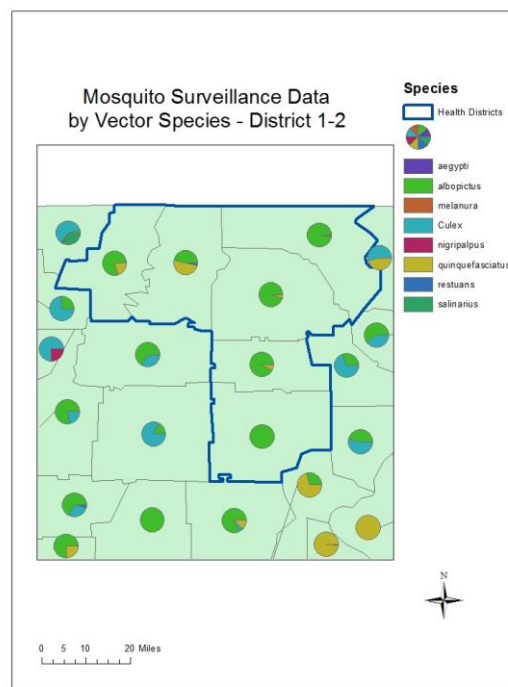 Mosquito Surveillance Data
by Vector Species - District 1-2
Species
Health Districts
aegypti
albopictus
melanura
Culex
nigripalpus
quinquefasciatus
restuans
salinarius
N
0 5 10 20 Miles